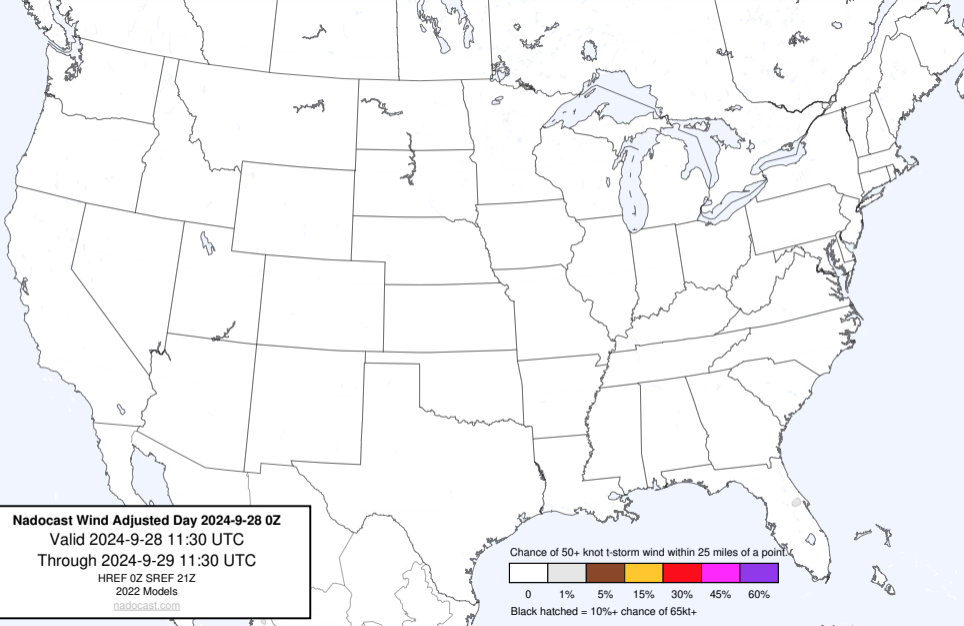 Nadocast Wind Adjusted Day 2024-9-28 0Z
Valid 2024-9-28 11:30 UTC
Through 2024-9-29 11:30 UTC
HREF 0Z SREF 21Z
2022 Models
nadocast.com
Chance of 50+ knot t-storm wind within 25 miles of a point.
0 1% 5% 15% 30% 45% 60%
Black hatched = 10%+ chance of 65kt+